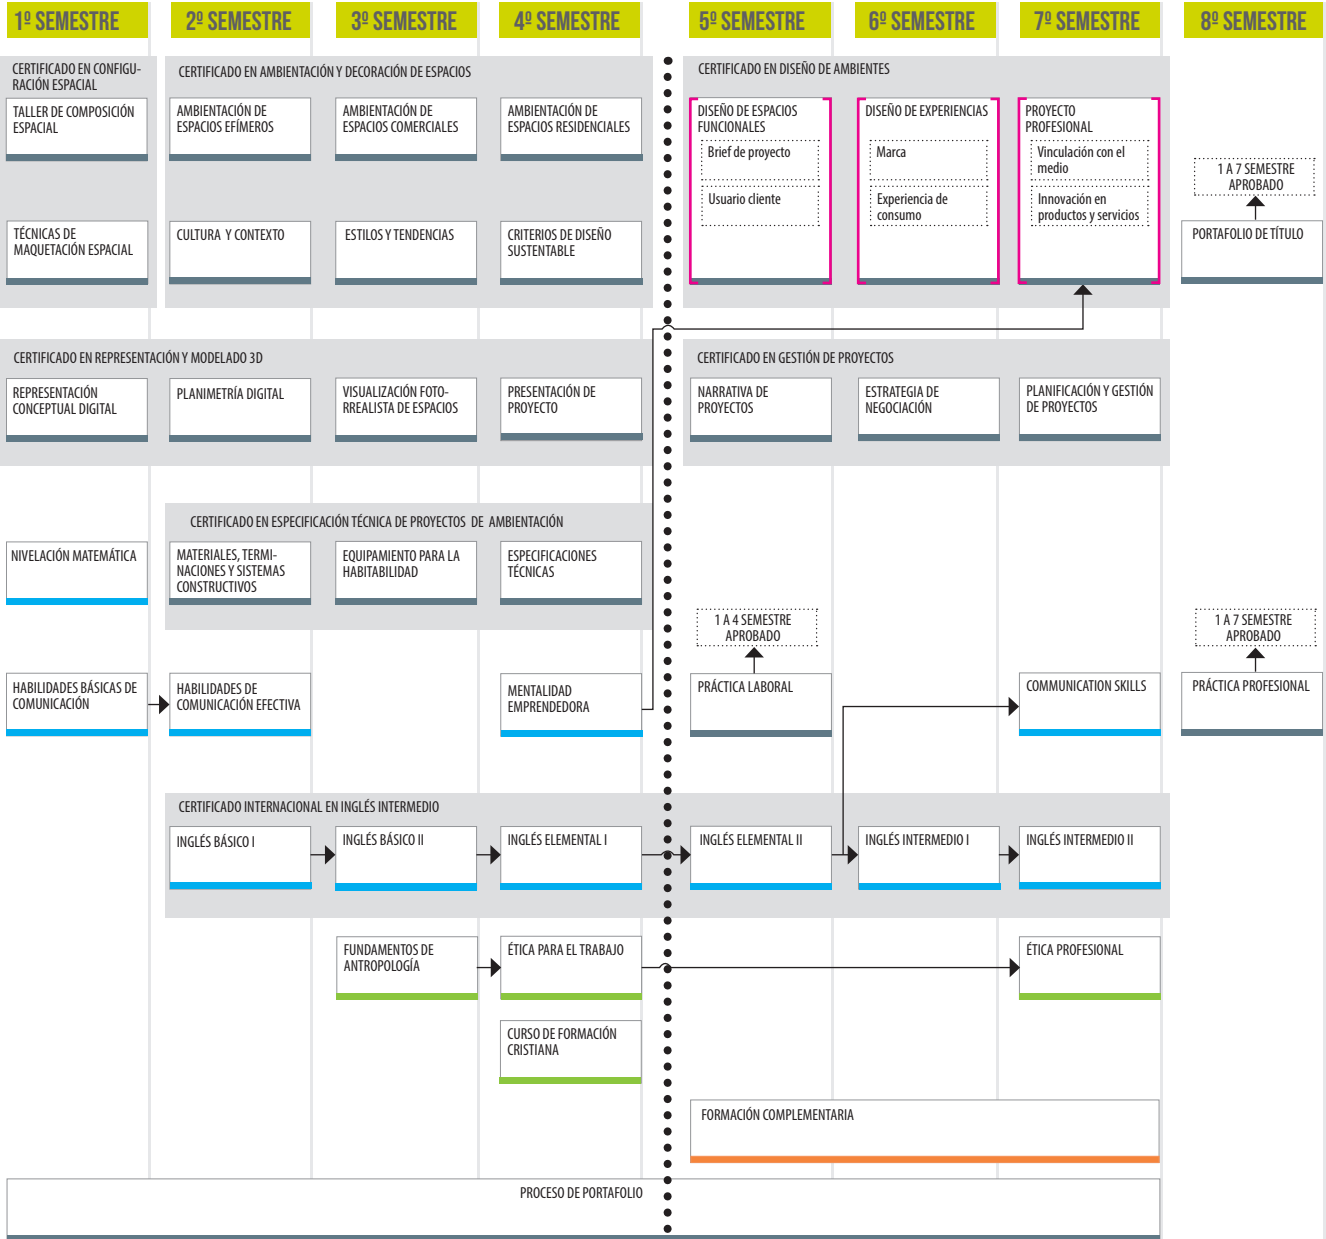 1º SEMESTRE
2º SEMESTRE
3º SEMESTRE
4º SEMESTRE
5º SEMESTRE
6º SEMESTRE
7º SEMESTRE
8º SEMESTRE
CERTIFICADO EN CONFIGU-
RACIÓN ESPACIAL
CERTIFICADO EN AMBIENTACIÓN Y DECORACIÓN DE ESPACIOS
CERTIFICADO EN DISEÑO DE AMBIENTES
TALLER DE COMPOSICIÓN
ESPACIAL
AMBIENTACIÓN DE
ESPACIOS EFÍMEROS
AMBIENTACIÓN DE
ESPACIOS COMERCIALES
AMBIENTACIÓN DE
ESPACIOS RESIDENCIALES
DISEÑO DE ESPACIOS
FUNCIONALES
Brief de proyecto
Usuario cliente
DISEÑO DE EXPERIENCIAS
Marca
Experiencia de
consumo
PROYECTO
PROFESIONAL
Vinculación con el
medio
Innovación en
productos y servicios
1 A 7 SEMESTRE
APROBADO
TÉCNICAS DE
MAQUETACIÓN ESPACIAL
CULTURA Y CONTEXTO
ESTILOS Y TENDENCIAS
CRITERIOS DE DISEÑO
SUSTENTABLE
PORTAFOLIO DE TÍTULO
CERTIFICADO EN REPRESENTACIÓN Y MODELADO 3D
CERTIFICADO EN GESTIÓN DE PROYECTOS
REPRESENTACIÓN
CONCEPTUAL DIGITAL
PLANIMETRÍA DIGITAL
VISUALIZACIÓN FOTO-
RREALISTA DE ESPACIOS
PRESENTACIÓN DE
PROYECTO
NARRATIVA DE
PROYECTOS
ESTRATEGIA DE
NEGOCIACIÓN
PLANIFICACIÓN Y GESTIÓN
DE PROYECTOS
CERTIFICADO EN ESPECIFICACIÓN TÉCNICA DE PROYECTOS DE AMBIENTACIÓN
NIVELACIÓN MATEMÁTICA
MATERIALES, TERMI-
NACIONES Y SISTEMAS
CONSTRUCTIVOS
EQUIPAMIENTO PARA LA
HABITABILIDAD
ESPECIFICACIONES
TÉCNICAS
1 A 4 SEMESTRE
APROBADO
1 A 7 SEMESTRE
APROBADO
HABILIDADES BÁSICAS DE
COMUNICACIÓN
HABILIDADES DE
COMUNICACIÓN EFECTIVA
MENTALIDAD
EMPRENDEDORA
PRÁCTICA LABORAL
COMMUNICATION SKILLS
PRÁCTICA PROFESIONAL
CERTIFICADO INTERNACIONAL EN INGLÉS INTERMEDIO
INGLÉS BÁSICO I
INGLÉS BÁSICO II
INGLÉS ELEMENTAL I
INGLÉS ELEMENTAL II
INGLÉS INTERMEDIO I
INGLÉS INTERMEDIO II
FUNDAMENTOS DE
ANTROPOLOGÍA
ÉTICA PARA EL TRABAJO
ÉTICA PROFESIONAL
CURSO DE FORMACIÓN
CRISTIANA
FORMACIÓN COMPLEMENTARIA
PROCESO DE PORTAFOLIO